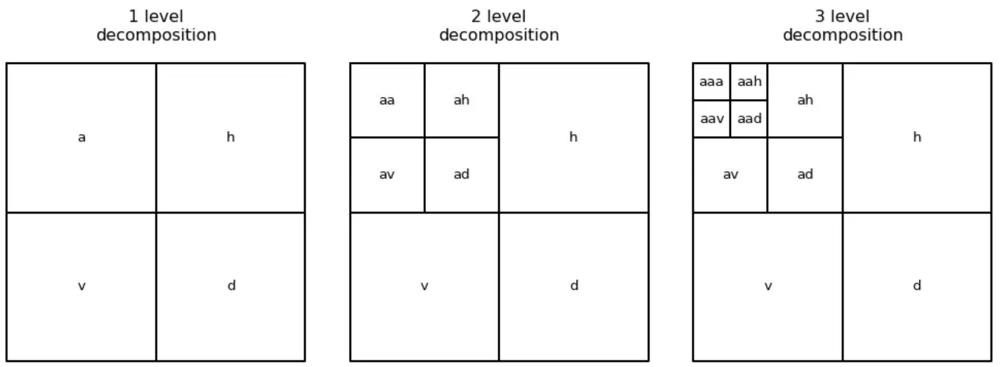 1 level
decomposition
a
h
v
d
2 level
decomposition
aa
ah
av
ad
h
v
d
3 level
decomposition
aaa
aah
aav
aad
ah
av
ad
h
v
d